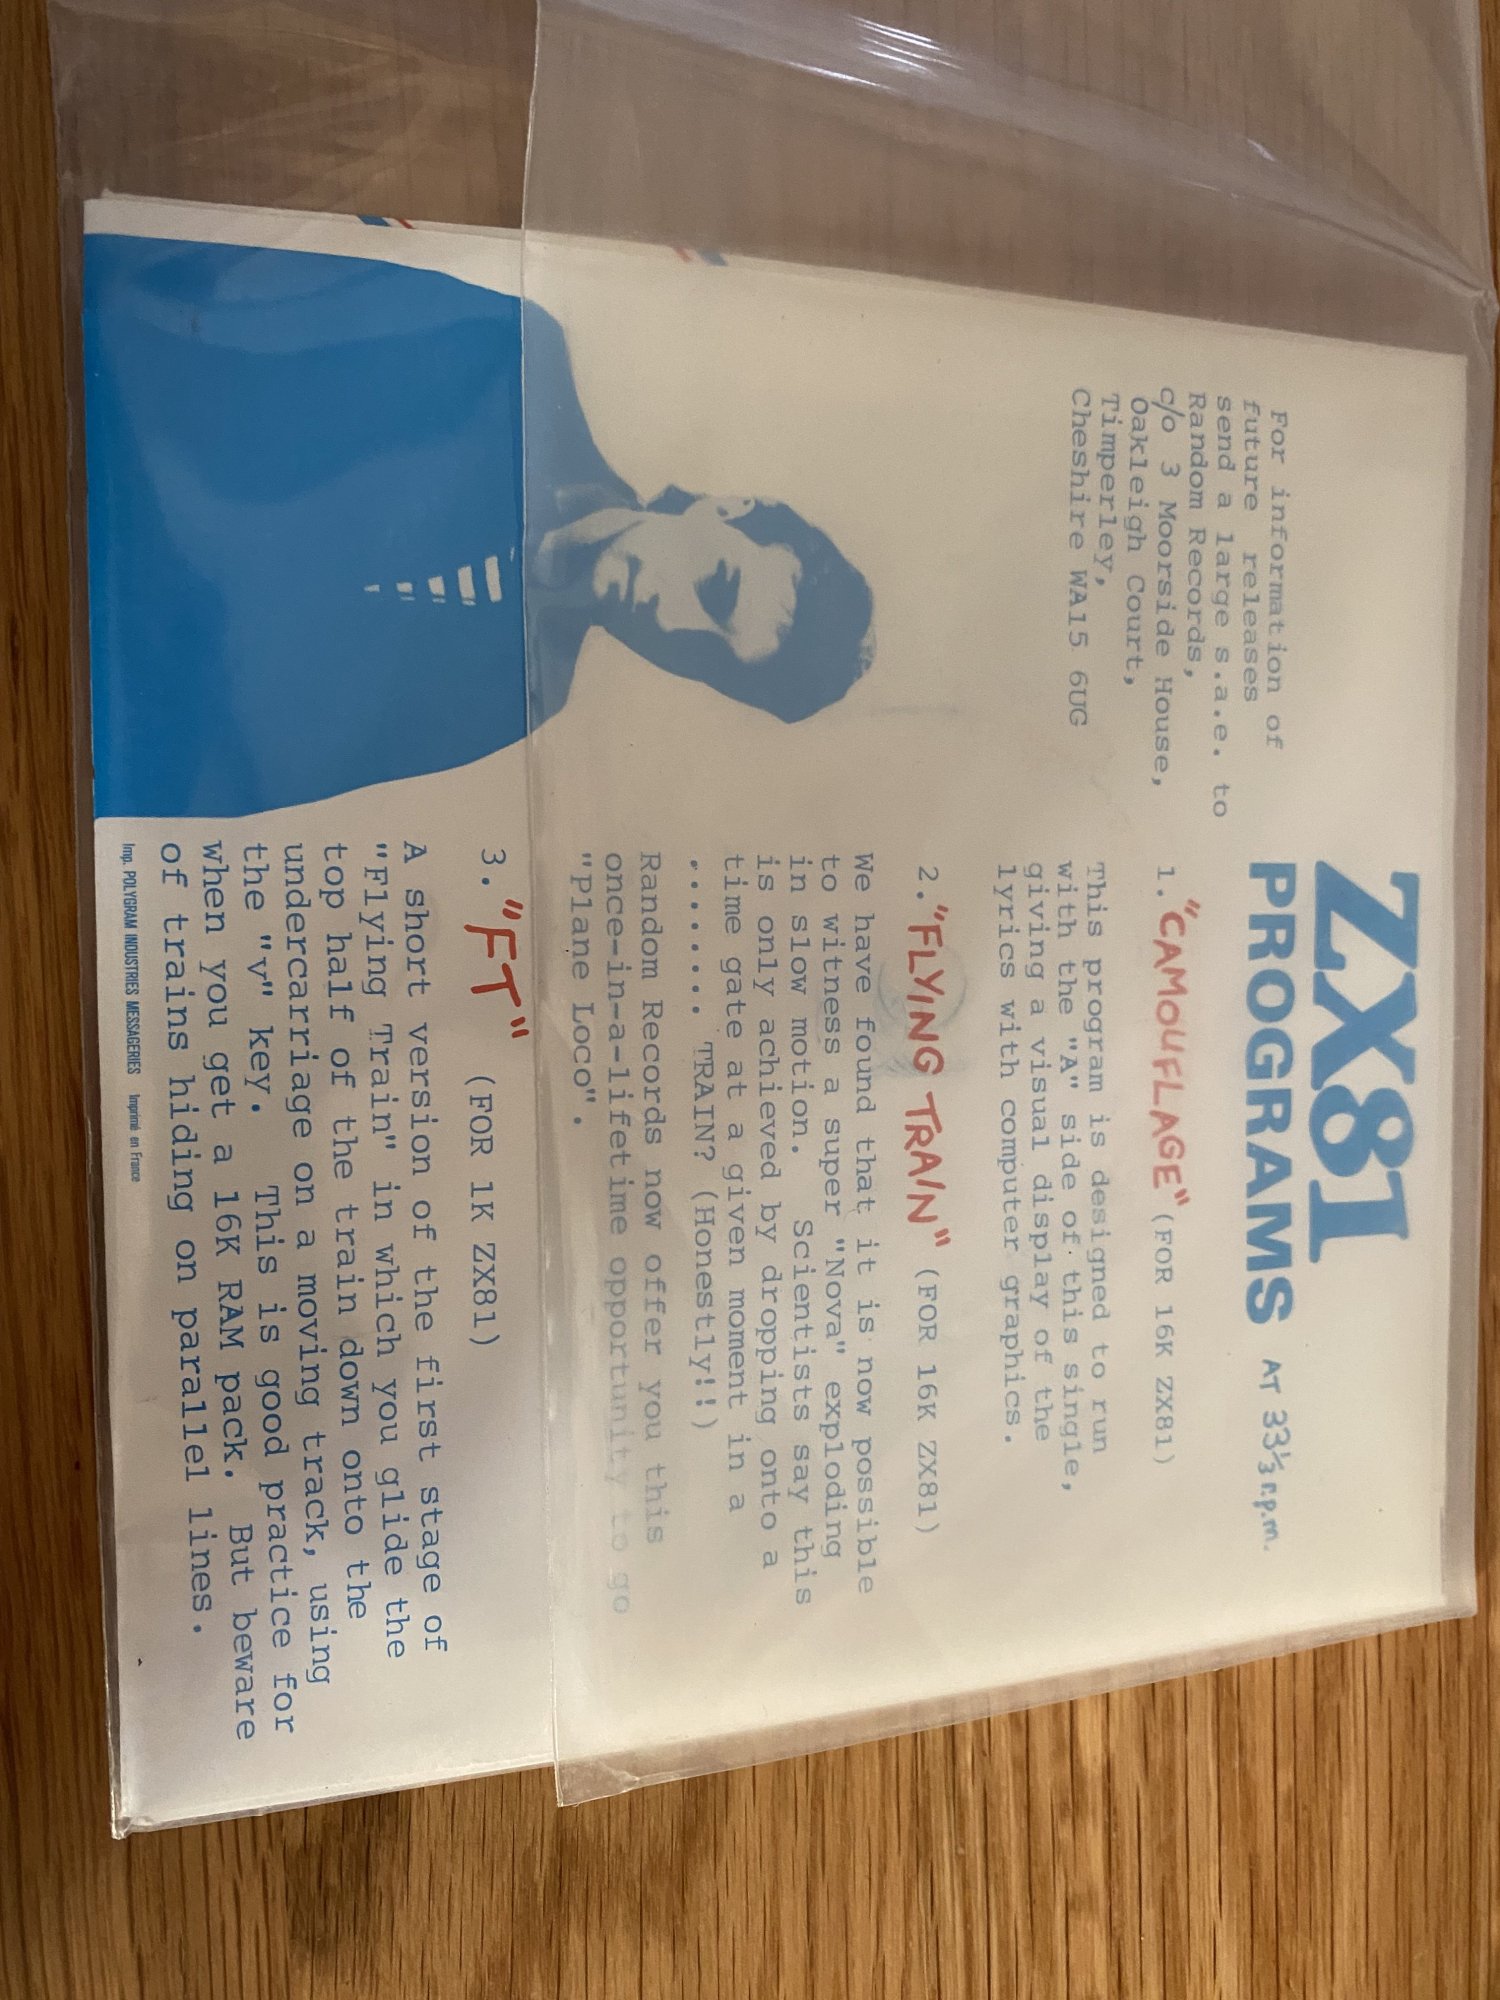 For information of
future releases
send a large s.a.e. to
Random Records,
c/o 3 Moorside House,
Oakleigh Court,
Timperley,
Cheshire WA15 6UG
ZX81
PROGRAMS AT 33⅓ r.p.m.
1. "CAMOUFLAGE" (FOR 16K ZX81)
This program is designed to run
with the "A" side of this single,
giving a visual display of the
lyrics with computer graphics.
2. "FLYING TRAIN" (FOR 16K ZX81)
We have found that it is now possible
to witness a super "Nova" exploding
in slow motion. Scientists say this
is only achieved by dropping onto a
time gate at a given moment in a
........ TRAIN? (Honestly!!)
Random Records now offer you this
once-in-a-lifetime opportunity to go
"Plane Loco".
3. "FT" (FOR 1K ZX81)
A short version of the first stage of
"Flying Train" in which you glide the
top half of the train down onto the
undercarriage on a moving track, using
the "V" key. This is good practice for
when you get a 16K RAM pack. But beware
of trains hiding on parallel lines.
Imp. POLYGRAM INDUSTRIES MESSAGERIES Imprimé en France